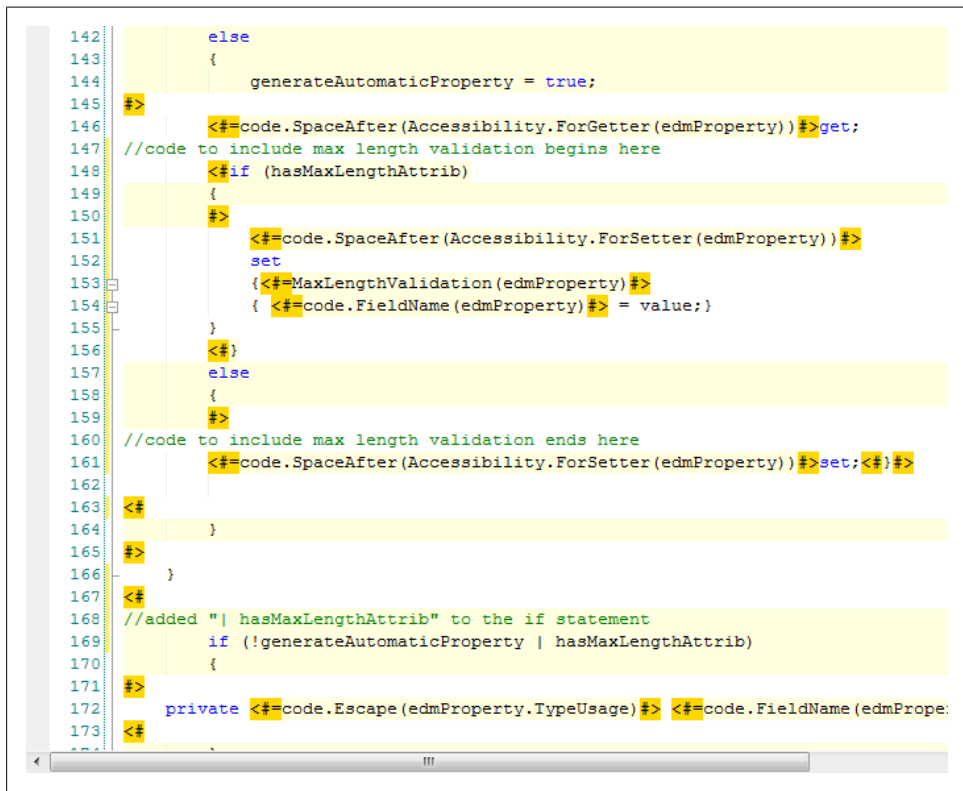 142 else
143 {
144 generateAutomaticProperty = true;
145 #>
146 <#=code.SpaceAfter(Accessibility.ForGetter(edmProperty))#>get;
147 //code to include max length validation begins here
148 <#if (hasMaxLengthAttrib)
149 {
150 #>
151 <#=code.SpaceAfter(Accessibility.ForSetter(edmProperty))#>
152 set
153 {<#=MaxLengthValidation(edmProperty)#>
154 { <#=code.FieldName(edmProperty)#> = value;}
155 }
156 <#}
157 else
158 {
159 #>
160 //code to include max length validation ends here
161 <#=code.SpaceAfter(Accessibility.ForSetter(edmProperty))#>set;<#}#>
162
163 <#
164 }
165 #>
166 }
167 <#
168 //added "| hasMaxLengthAttrib" to the if statement
169 if (!generateAutomaticProperty | hasMaxLengthAttrib)
170 {
171 #>
172 private <#=code.Escape(edmProperty.TypeUsage)#> <#=code.FieldName(edmPrope
173 <#